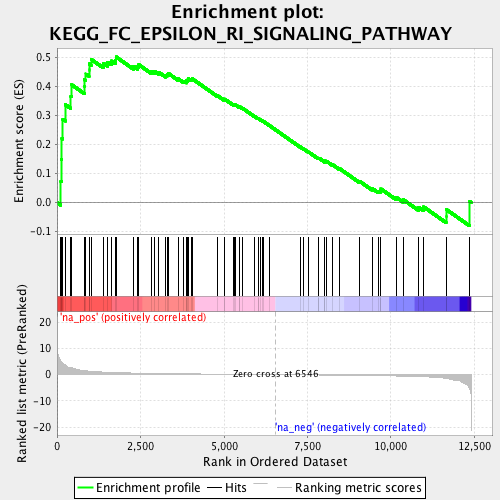 Enrichment plot:
KEGG_FC_EPSILON_RI_SIGNALING_PATHWAY
Enrichment score (ES)
0.5
0.4
0.3
0.2
0.1
0.0
-0.1
Ranked list metric (PreRanked)
20
10
0
-10
-20
'na_pos' (positively correlated)
Zero cross at 6546
'na_neg' (negatively correlated)
0 2,500 5,000 7,500 10,000 12,500
Rank in Ordered Dataset
Enrichment profile Hits Ranking metric scores